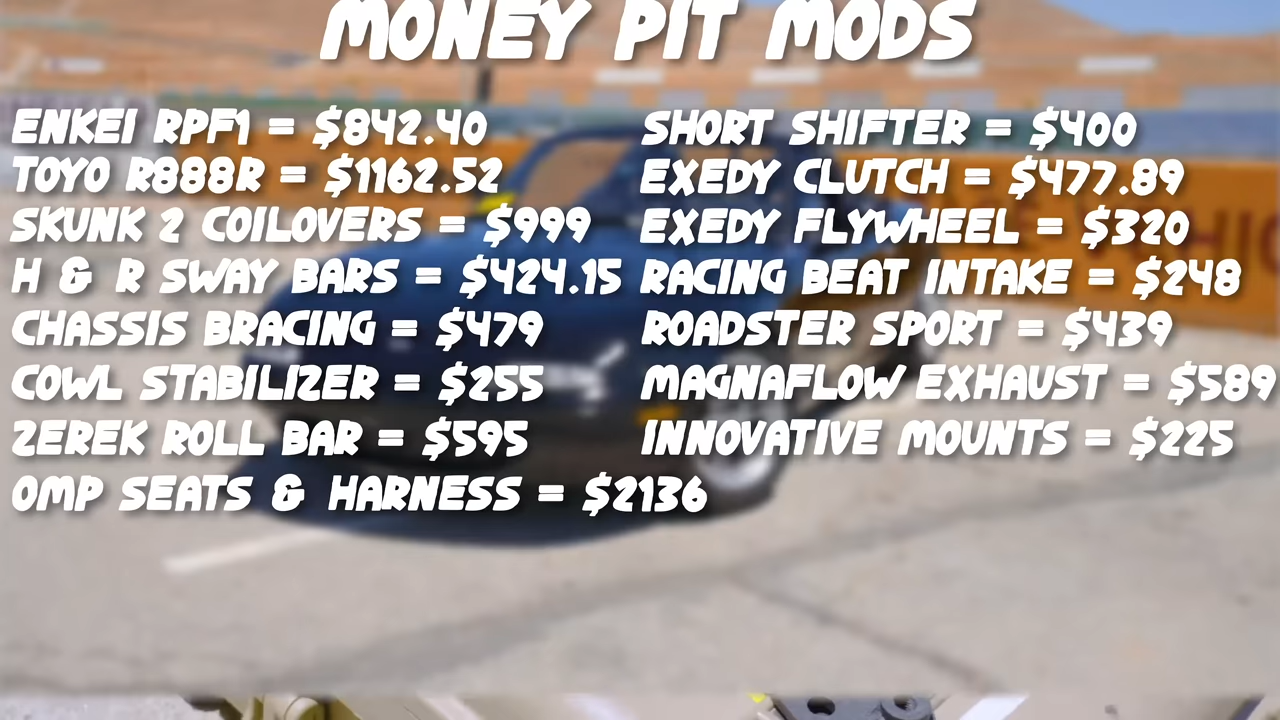 MONEY PIT MODS
ENKEI RPF1 = $842.40
TOYO R888R = $1162.52
SKUNK 2 COILOVERS = $999
H & R SWAY BARS = $424.15
CHASSIS BRACING = $479
COWL STABILIZER = $255
ZEREK ROLL BAR = $595
OMP SEATS & HARNESS = $2136
SHORT SHIFTER = $400
EXEDY CLUTCH = $477.89
EXEDY FLYWHEEL = $320
RACING BEAT INTAKE = $248
ROADSTER SPORT = $439
MAGNAFLOW EXHAUST = $589
INNOVATIVE MOUNTS = $225